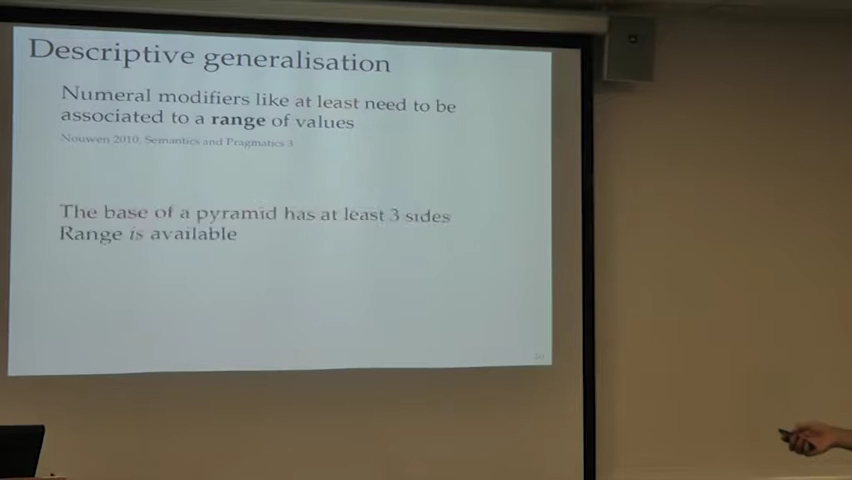 Descriptive generalisation
Numeral modifiers like at least need to be
associated to a range of values
Nouwen 2010, Semantics and Pragmatics 3
The base of a pyramid has at least 3 sides
Range is available